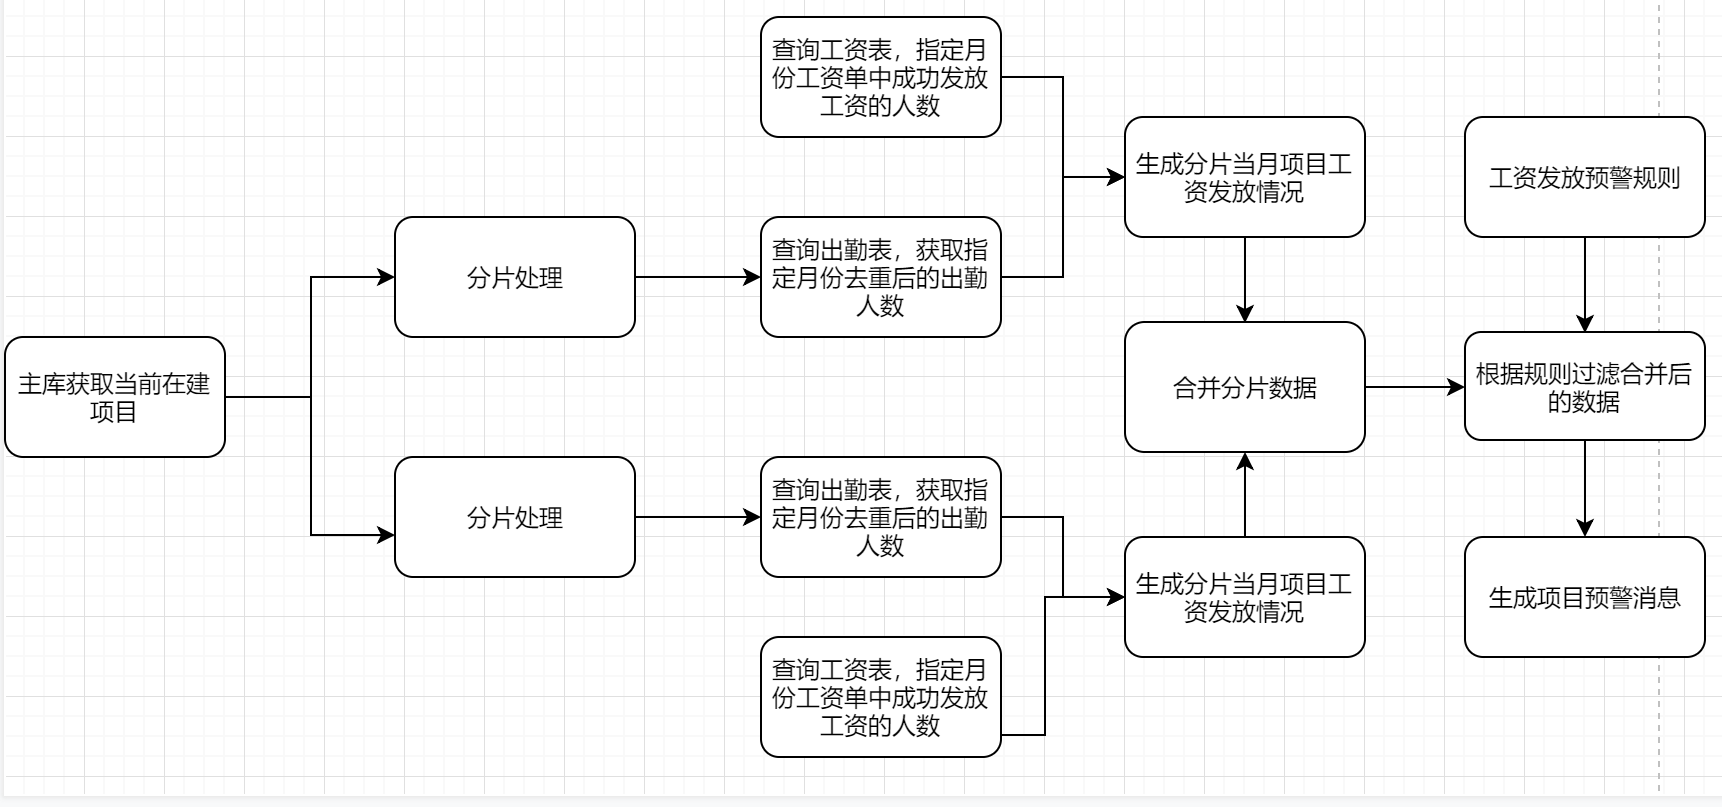 查询工资表，指定月
份工资单中成功发放
工资的人数
生成分片当月项目工
资发放情况
工资发放预警规则
分片处理
查询出勤表，获取指
定月份去重后的出勤
人数
主库获取当前在建
项目
合并分片数据
根据规则过滤合并后
的数据
分片处理
查询出勤表，获取指
定月份去重后的出勤
人数
生成分片当月项目工
资发放情况
生成项目预警消息
查询工资表，指定月
份工资单中成功发放
工资的人数